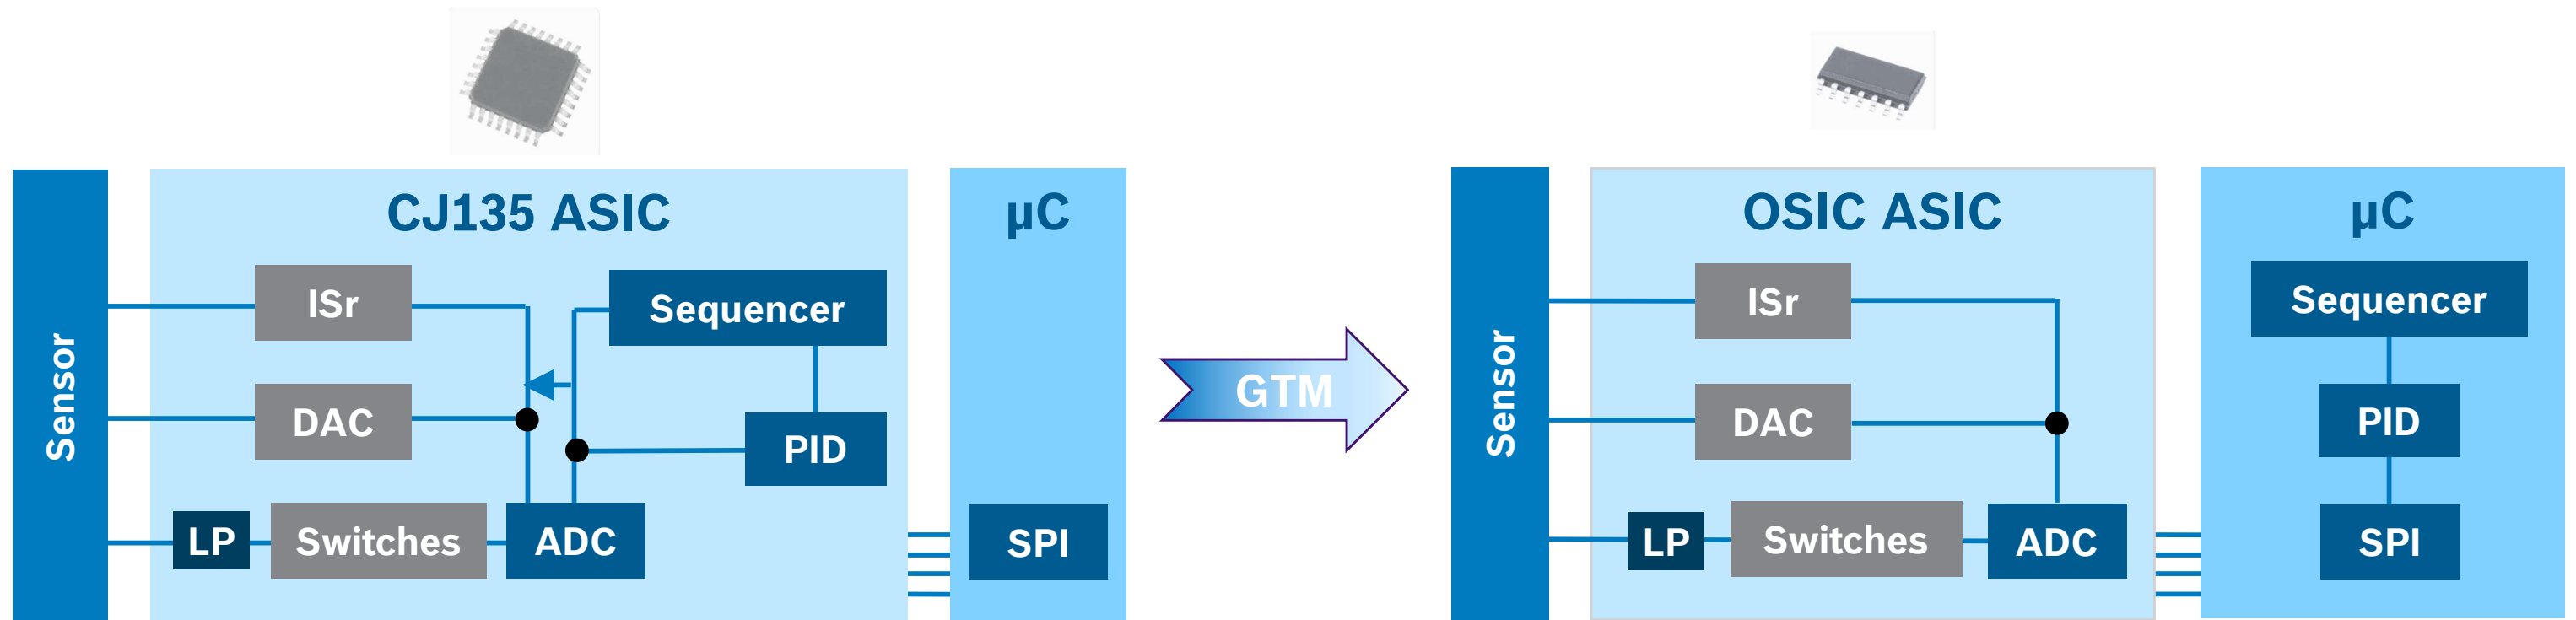 CJ135 ASIC
µC
Sensor
ISr
Sequencer
DAC
PID
LP
Switches
ADC
SPI
GTM
OSIC ASIC
µC
Sensor
ISr
Sequencer
DAC
PID
LP
Switches
ADC
SPI